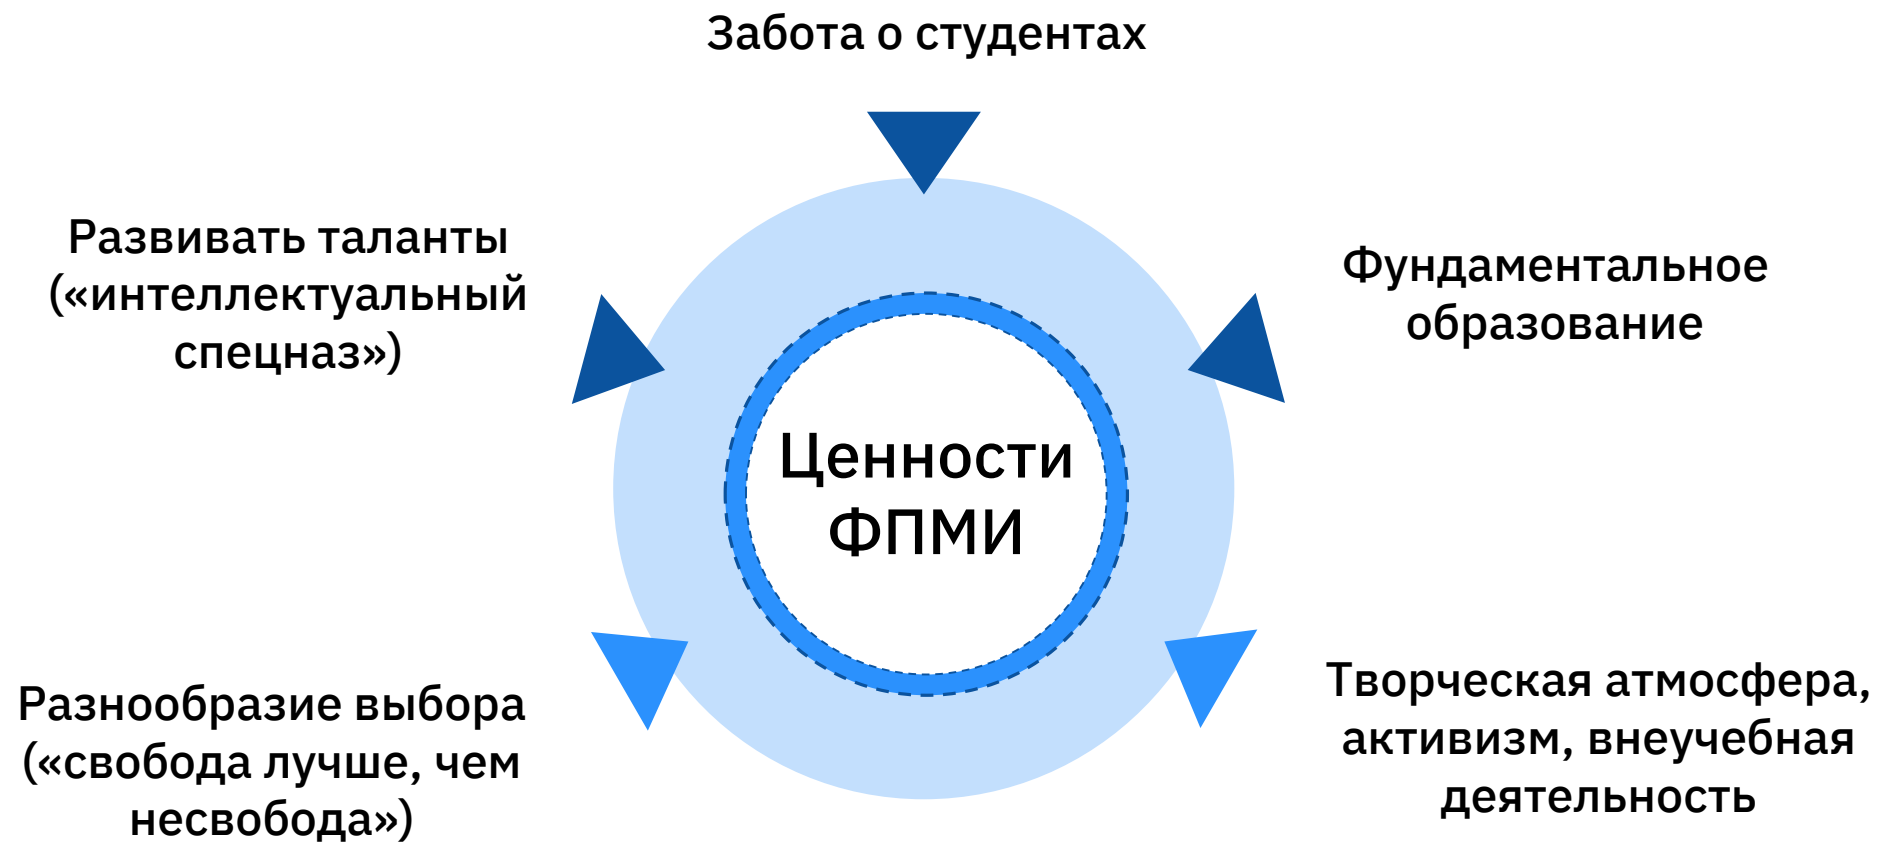 Забота о студентах
Развивать таланты
(«интеллектуальный
спецназ»)
Фундаментальное
образование
Ценности
ФПМИ
Разнообразие выбора
(«свобода лучше, чем
несвобода»)
Творческая атмосфера,
активизм, внеучебная
деятельность